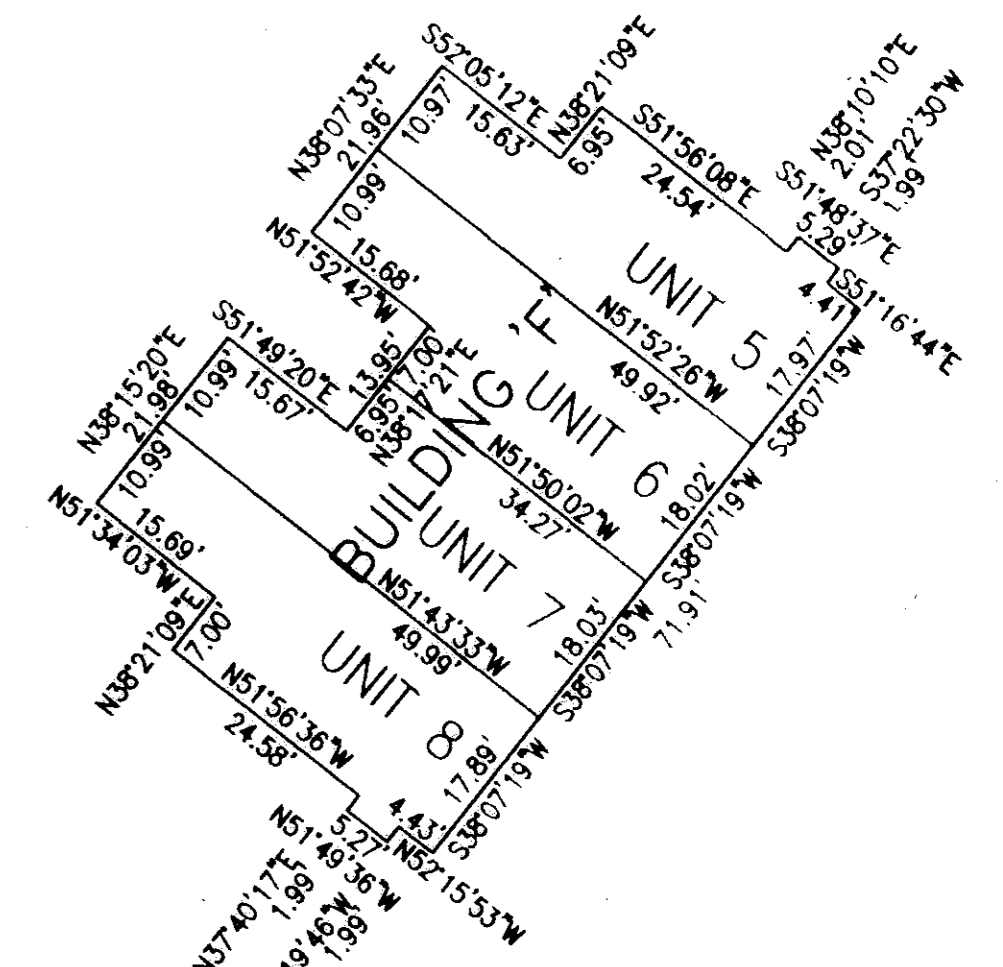 S52°05'12"E
15.63'
N38°21'09"E
6.95'
S51°56'08"E
24.54'
N38°10'10"E
2.01'
S37°22'30"W
1.99'
S51°48'37"E
5.29'
S51°16'44"E
4.41'
N38°07'33"E
21.96'
10.97'
10.99'
N51°52'42"W
15.68'
UNIT 5
17.97'
S38°07'19"W
N51°52'26"W
49.92'
BUILDING 'F'
UNIT 6
18.02'
S38°07'19"W
13.95'
7.00'
6.95'
N38°17'21"E
S51°49'20"E
15.67'
N38°15'20"E
21.98'
10.99'
10.99'
N51°50'02"W
34.27'
UNIT 7
18.03'
S38°07'19"W
71.91'
N51°34'03"W
15.69'
N38°21'09"E
7.00'
N51°43'33"W
49.99'
UNIT 8
17.89'
S38°07'19"W
N51°56'36"W
24.58'
4.43'
N52°15'53"W
5.27'
N51°49'36"W
N37°40'17"E
1.99'
19'46"W
1.99'